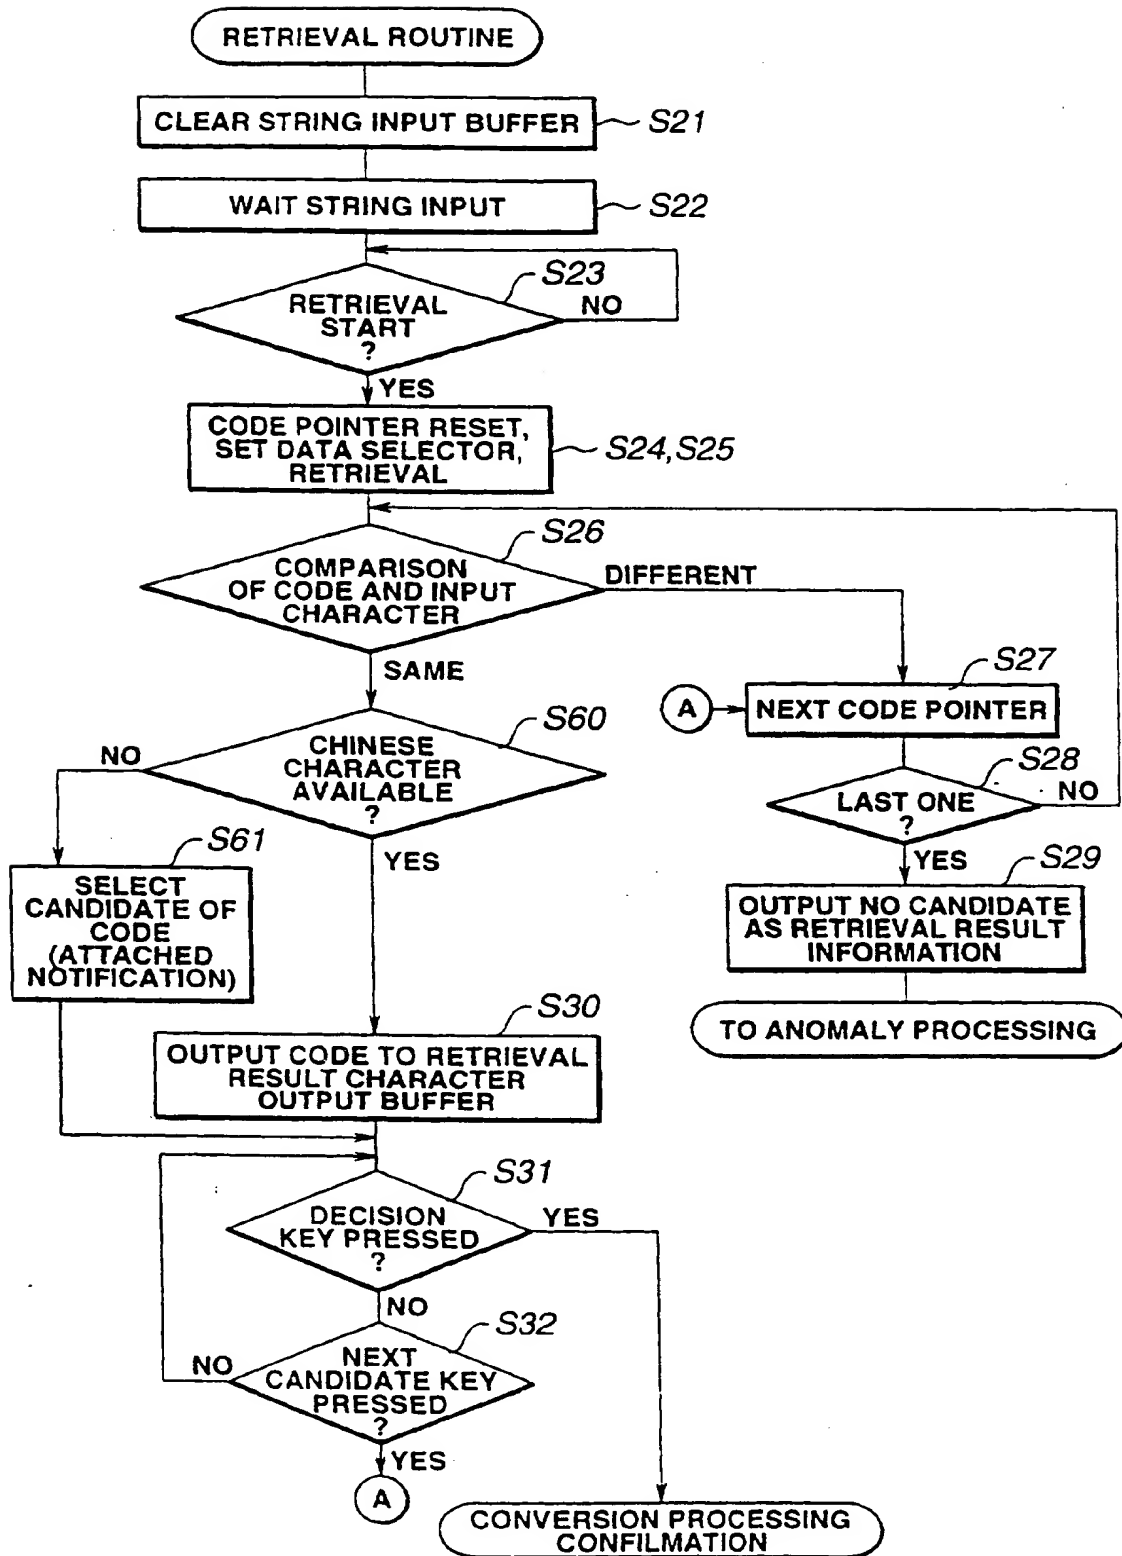 RETRIEVAL ROUTINE
CLEAR STRING INPUT BUFFER
S21
WAIT STRING INPUT
S22
S23
RETRIEVAL
START
?
NO
YES
CODE POINTER RESET,
SET DATA SELECTOR,
RETRIEVAL
S24,S25
S26
COMPARISON
OF CODE AND INPUT
CHARACTER
DIFFERENT
SAME
S27
A
NEXT CODE POINTER
S60
CHINESE
CHARACTER
AVAILABLE
?
NO
YES
S28
LAST ONE
?
NO
YES
S61
SELECT
CANDIDATE OF
CODE
(ATTACHED
NOTIFICATION)
S29
OUTPUT NO CANDIDATE
AS RETRIEVAL RESULT
INFORMATION
TO ANOMALY PROCESSING
S30
OUTPUT CODE TO RETRIEVAL
RESULT CHARACTER
OUTPUT BUFFER
S31
DECISION
KEY PRESSED
?
YES
NO
S32
NEXT
CANDIDATE KEY
PRESSED
?
NO
YES
A
CONVERSION PROCESSING
CONFILMATION